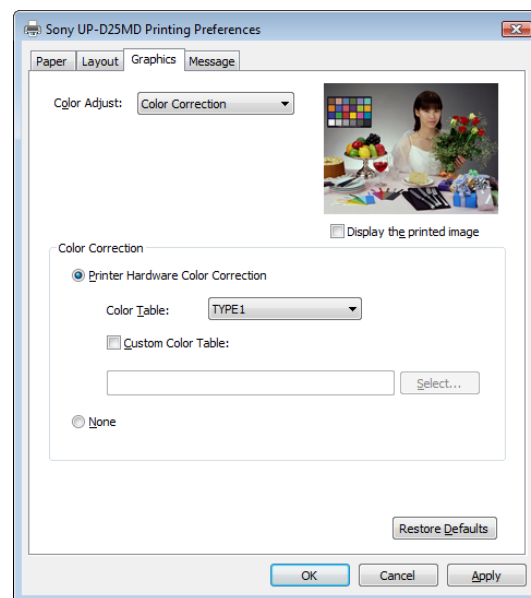 Sony UP-D25MD Printing Preferences
Paper Layout Graphics Message
Color Adjust: Color Correction
Display the printed image
Color Correction
Printer Hardware Color Correction
Color Table: TYPE1
Custom Color Table:
Select...
None
Restore Defaults
OK Cancel Apply